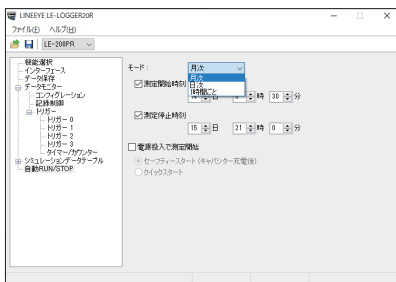 LINEEYE LE-LOGGER20R
ファイル(F) ヘルプ(H)
LE-200PR
機能選択
インターフェース
データ保存
データモニター
コンフィグレーション
記録制御
トリガー
トリガー 0
トリガー 1
トリガー 2
トリガー 3
タイマー/カウンター
シミュレーションデータテーブル
自動RUN/STOP
モード: 月次
月次
日次
1時間ごと
測定開始時刻
日 時 30 分
測定停止時刻
15 日 21 時 0 分
電源投入で測定開始
セーフティースタート (キャパシター充電後)
クイックスタート